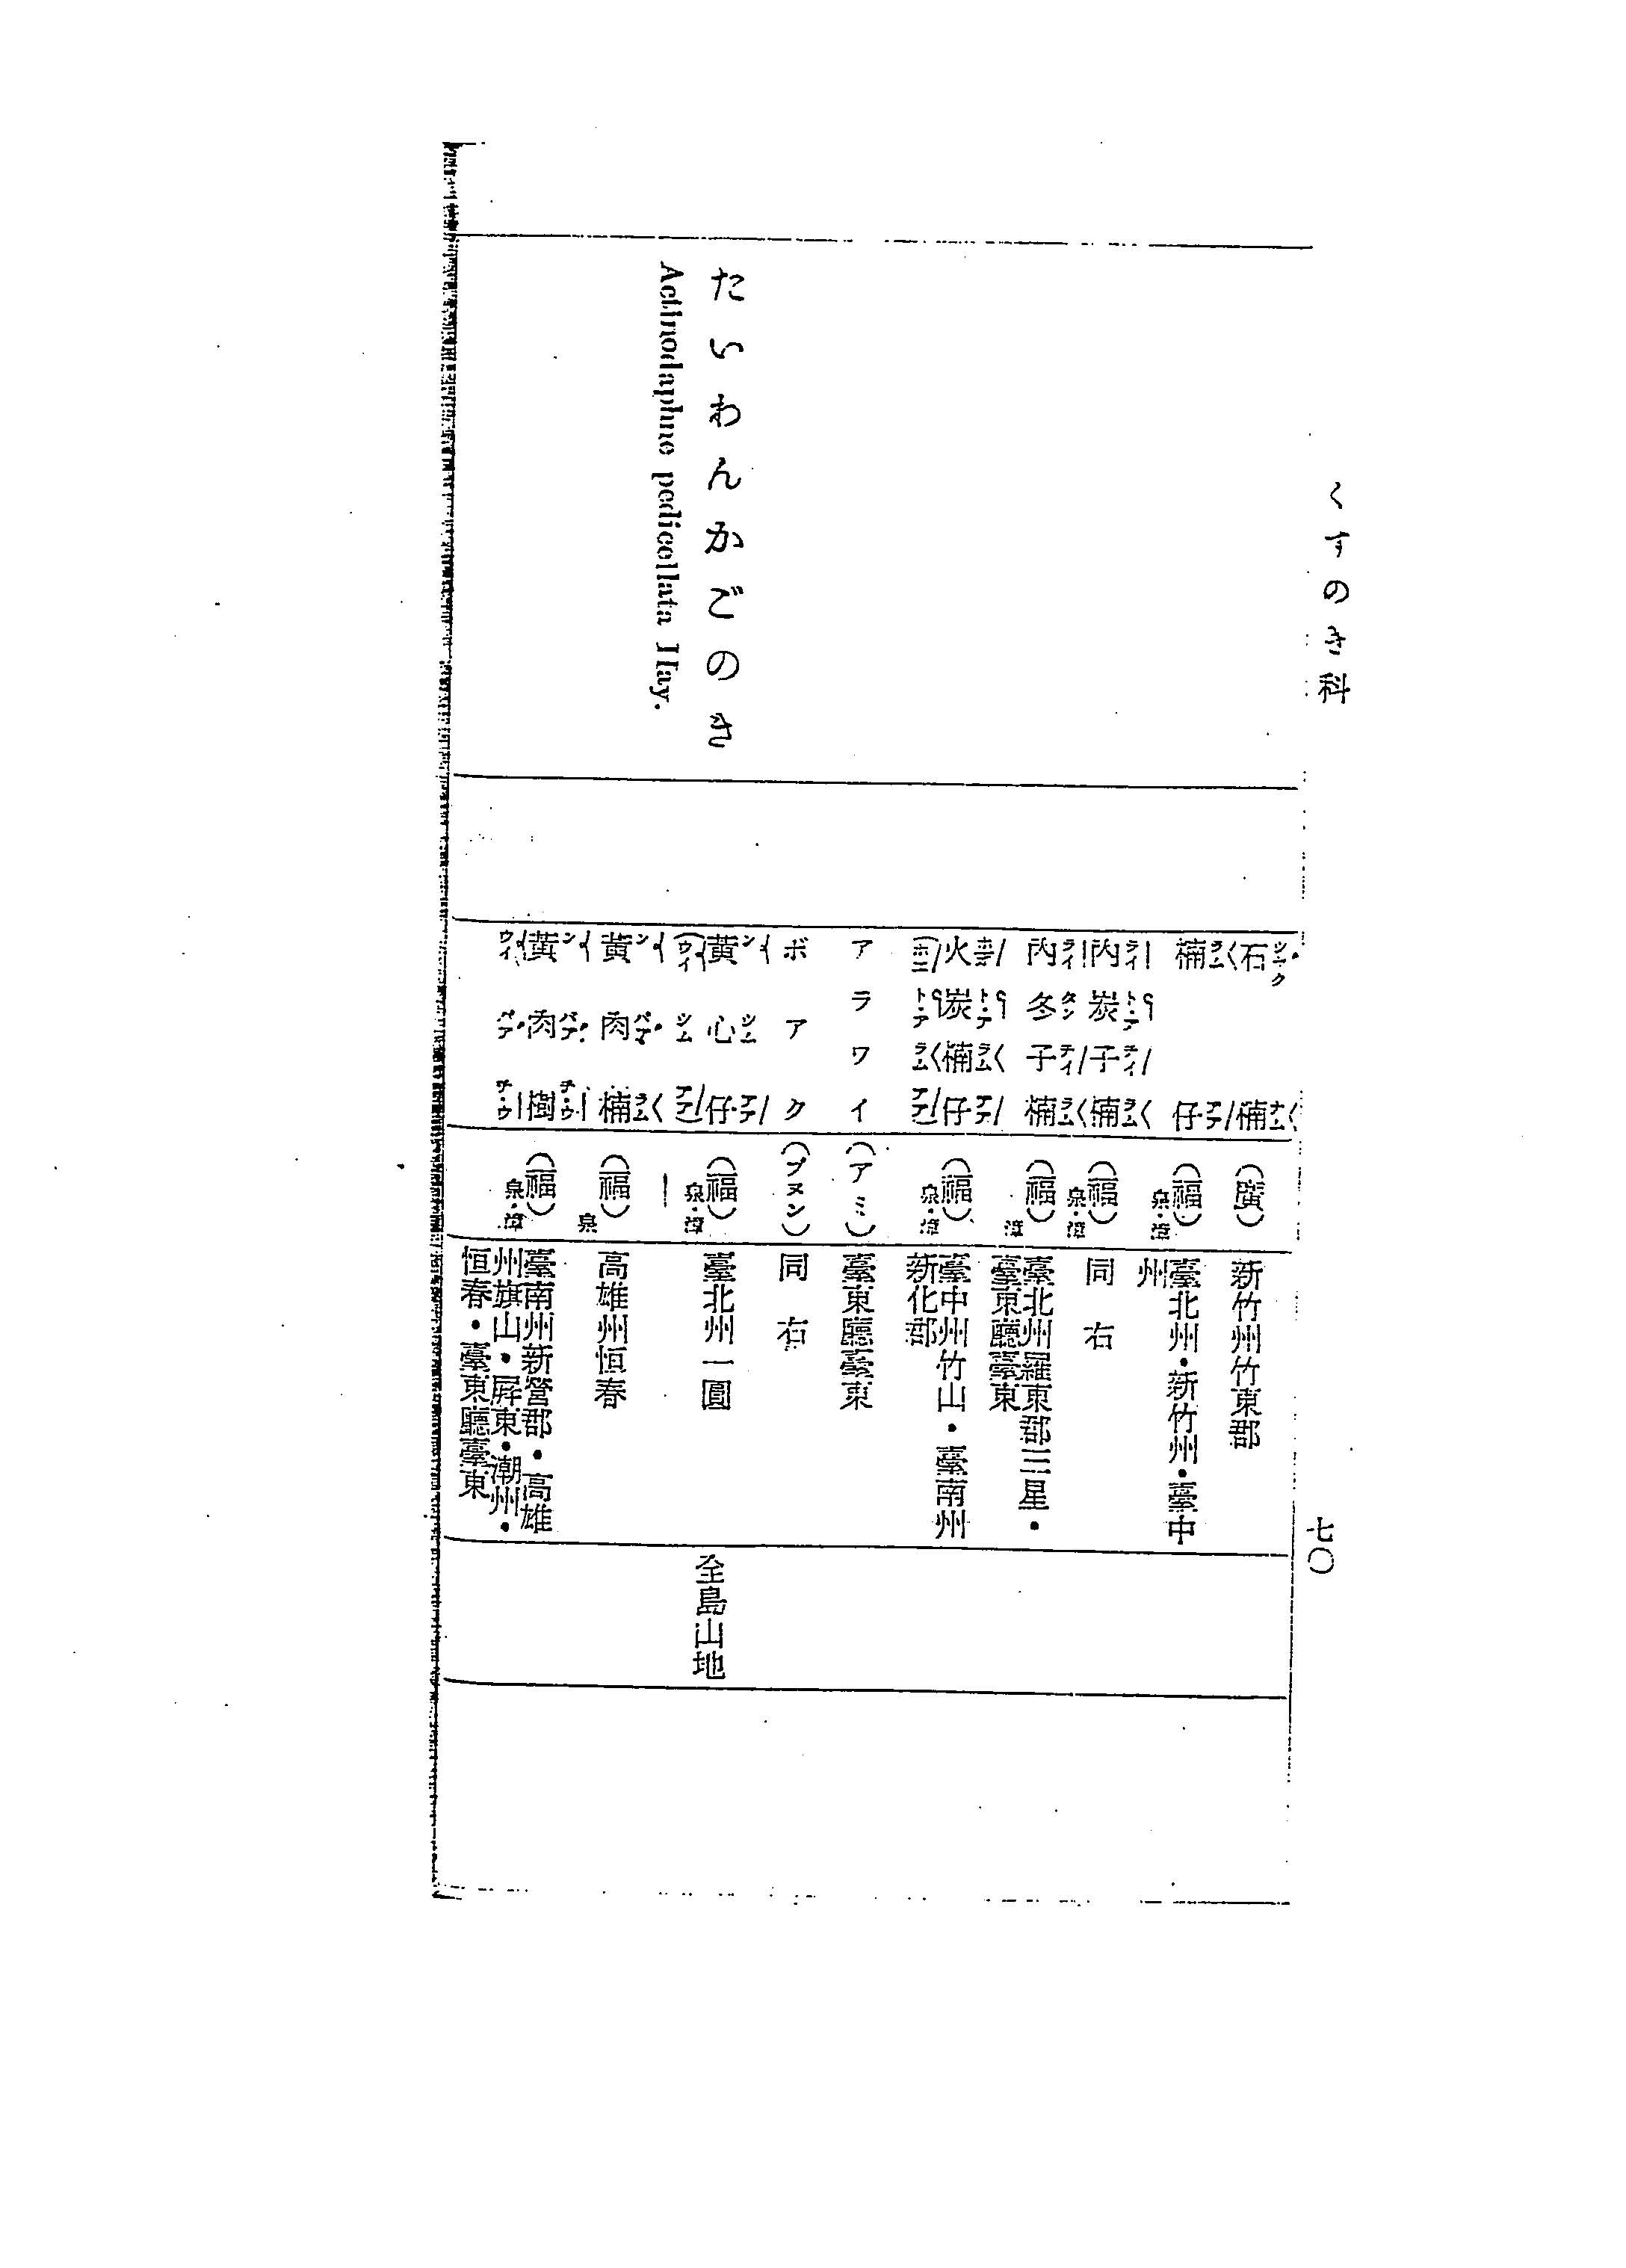 くすのき科
七〇
石楠
(廣)
新竹州竹東郡
楠仔
(福)
泉・漳
臺北州・新竹州・臺中
州
内炭子楠
(福)
泉・漳
同右
内冬子楠
(福)
漳
臺北州羅東郡三星・
臺東廳臺東
火炭楠仔
(福)
泉・漳
臺中州竹山・臺南州
新化郡
アラワイ
(アミ)
臺東廳臺東
ボアク
(ブヌン)
同右
たいわんかごのき
Actinodaphne pedicellata Hay.
黄心仔
(福)
泉・漳
臺北州一圓
全島山地
黄肉楠
(福)
泉
高雄州恒春
黄肉樹
(福)
泉・漳
臺南州新營郡・高雄
州旗山・屛東・潮州・
恒春・臺東廳臺東